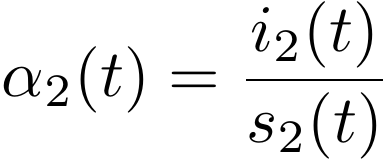 α₂(t) = i₂(t) / s₂(t)